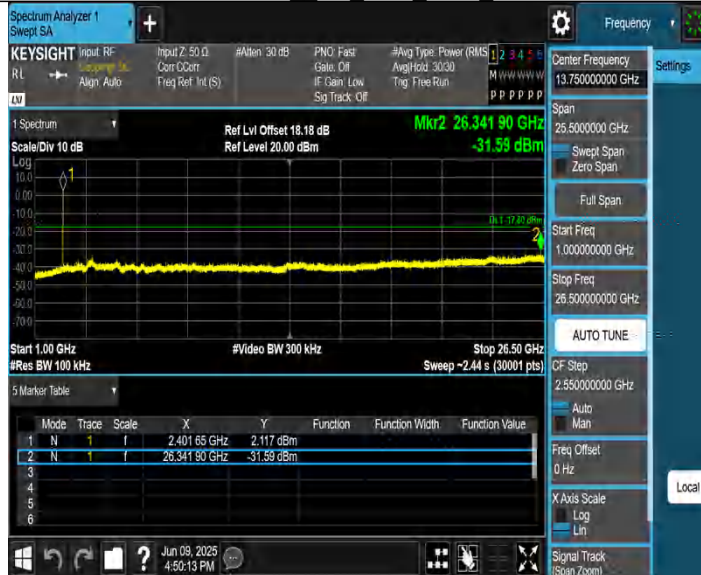 Spectrum Analyzer 1
Swept SA
+
Frequency
KEYSIGHT
RL
Input: RF
Align: Auto
Input Z: 50 Ω
Corr CCorr
Freq Ref: Int (S)
#Atten: 30 dB
PNO: Fast
Gate: Off
IF Gain: Low
Sig Track: Off
#Avg Type: Power (RMS
Avg|Hold: 30/30
Trig: Free Run
1 2 3 4 5 6
M W W W W W
P P P P P P
LXI
1 Spectrum
Scale/Div 10 dB
Ref Lvl Offset 18.18 dB
Ref Level 20.00 dBm
Mkr2 26.341 90 GHz
-31.59 dBm
Log
10.0
0.00
-10.0
-20.0
-30.0
-40.0
-50.0
-60.0
-70.0
1
DL1 -17.80 dBm
2
Start 1.00 GHz
#Res BW 100 kHz
#Video BW 300 kHz
Stop 26.50 GHz
Sweep ~2.44 s (30001 pts)
5 Marker Table
Mode Trace Scale X Y Function Function Width Function Value
1 N 1 f 2.401 65 GHz 2.117 dBm
2 N 1 f 26.341 90 GHz -31.59 dBm
3
4
5
6
Center Frequency
13.750000000 GHz
Span
25.5000000 GHz
Swept Span
Zero Span
Full Span
Start Freq
1.000000000 GHz
Stop Freq
26.500000000 GHz
AUTO TUNE
CF Step
2.550000000 GHz
Auto
Man
Freq Offset
0 Hz
X Axis Scale
Log
Lin
Signal Track
(Span Zoom)
Settings
Local
?
Jun 09, 2025
4:50:13 PM